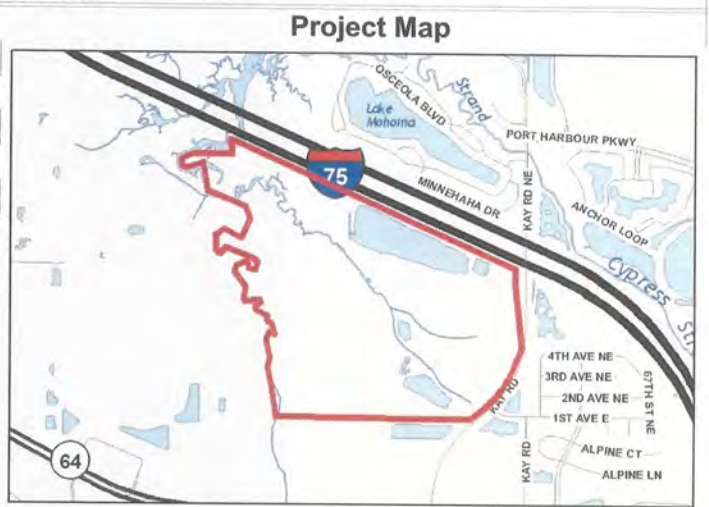 Project Map
OSCEOLA BLVD
Strand
Lake
Mohoina
PORT HARBOUR PKWY
75
MINNEHAHA DR
KAY RD NE
ANCHOR LOOP
Cypress
Str
4TH AVE NE
3RD AVE NE
2ND AVE NE
1ST AVE E
67TH ST NE
KAY RD
KAY RD
ALPINE CT
ALPINE LN
64